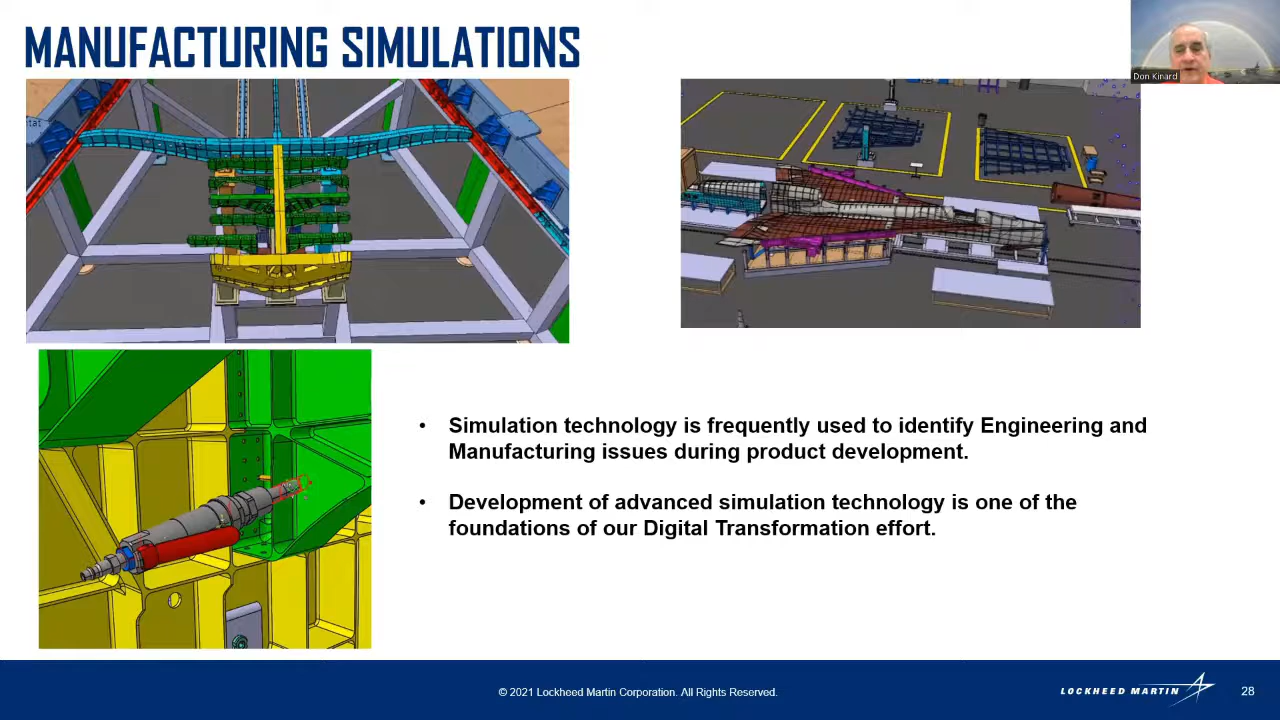 MANUFACTURING SIMULATIONS
Don Kinard
tat
• Simulation technology is frequently used to identify Engineering and
Manufacturing issues during product development.
• Development of advanced simulation technology is one of the
foundations of our Digital Transformation effort.
© 2021 Lockheed Martin Corporation. All Rights Reserved.
LOCKHEED MARTIN
28